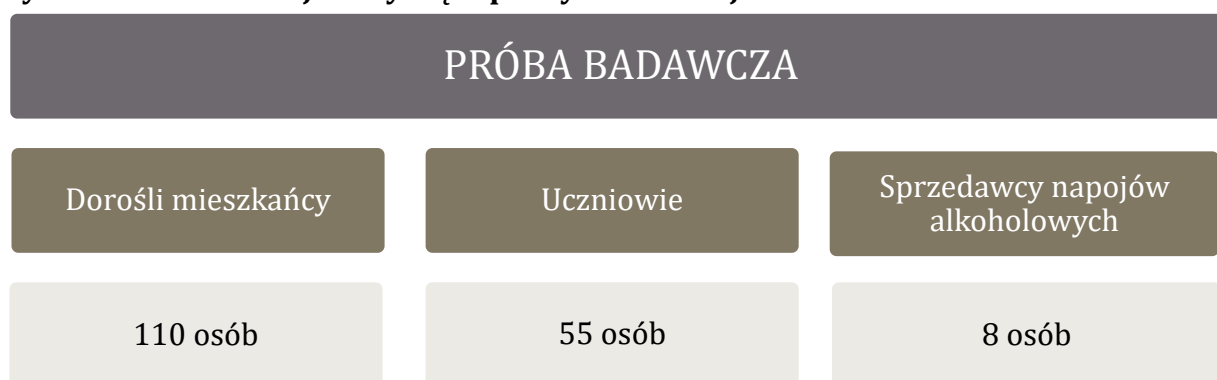 PRÓBA BADAWCZA
Dorośli mieszkańcy
Uczniowie
Sprzedawcy napojów
alkoholowych
110 osób
55 osób
8 osób